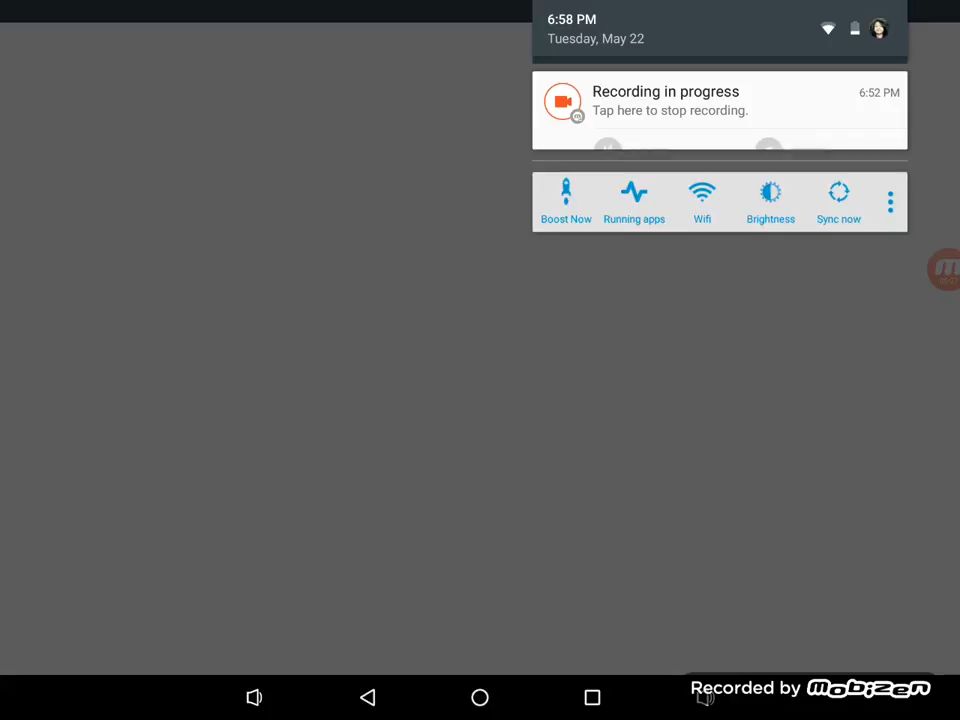 6:58 PM
Tuesday, May 22
Recording in progress
6:52 PM
Tap here to stop recording.
Boost Now
Running apps
Wifi
Brightness
Sync now
Recorded by mobizen